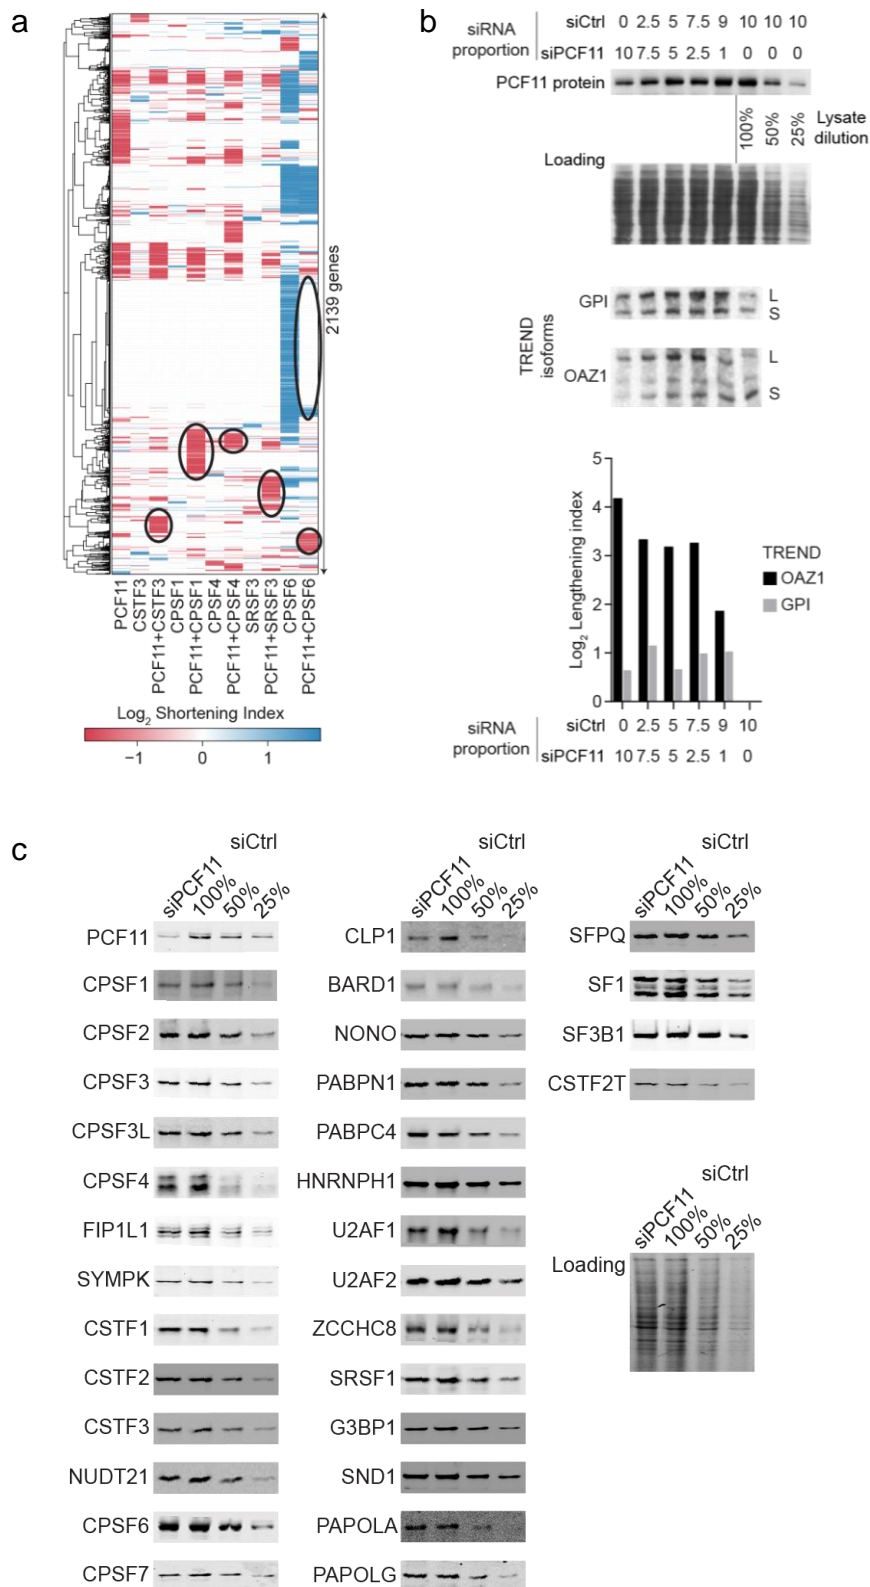 a
2139 genes
PCF11
CSTF3
PCF11+CSTF3
CPSF1
PCF11+CPSF1
CPSF4
PCF11+CPSF4
SRSF3
PCF11+SRSF3
CPSF6
PCF11+CPSF6
Log2 Shortening Index
−1 0 1
b
siRNA proportion
siCtrl 0 2.5 5 7.5 9 10 10 10
siPCF11 10 7.5 5 2.5 1 0 0 0
PCF11 protein
100% 50% 25% Lysate dilution
Loading
TREND isoforms
GPI L
S
OAZ1 L
S
Log2 Lengthening index
5
4
3
2
1
0
TREND
OAZ1
GPI
siRNA proportion
siCtrl 0 2.5 5 7.5 9 10
siPCF11 10 7.5 5 2.5 1 0
c
siCtrl
siPCF11 100% 50% 25%
PCF11
CPSF1
CPSF2
CPSF3
CPSF3L
CPSF4
FIP1L1
SYMPK
CSTF1
CSTF2
CSTF3
NUDT21
CPSF6
CPSF7
siCtrl
siPCF11 100% 50% 25%
CLP1
BARD1
NONO
PABPN1
PABPC4
HNRNPH1
U2AF1
U2AF2
ZCCHC8
SRSF1
G3BP1
SND1
PAPOLA
PAPOLG
siCtrl
siPCF11 100% 50% 25%
SFPQ
SF1
SF3B1
CSTF2T
siCtrl
siPCF11 100% 50% 25%
Loading